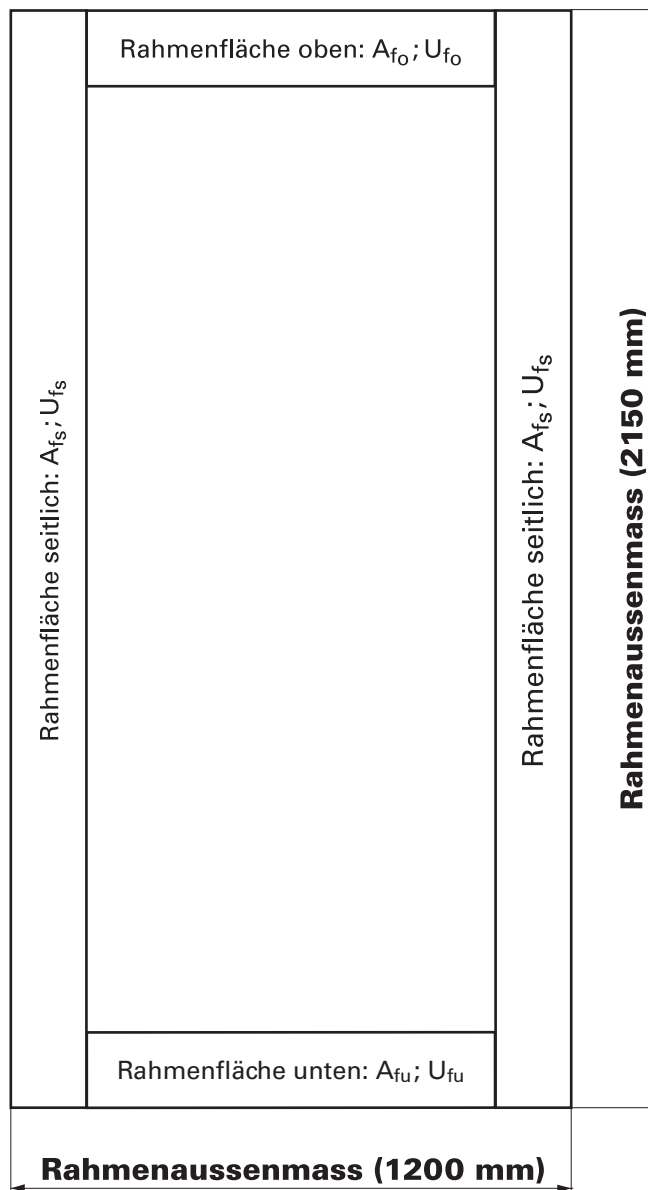 Rahmenfläche oben: Afo; Ufo
Rahmenfläche seitlich: Afs; Ufs
Rahmenfläche seitlich: Afs; Ufs
Rahmenaussenmass (2150 mm)
Rahmenfläche unten: Afu; Ufu
Rahmenaussenmass (1200 mm)